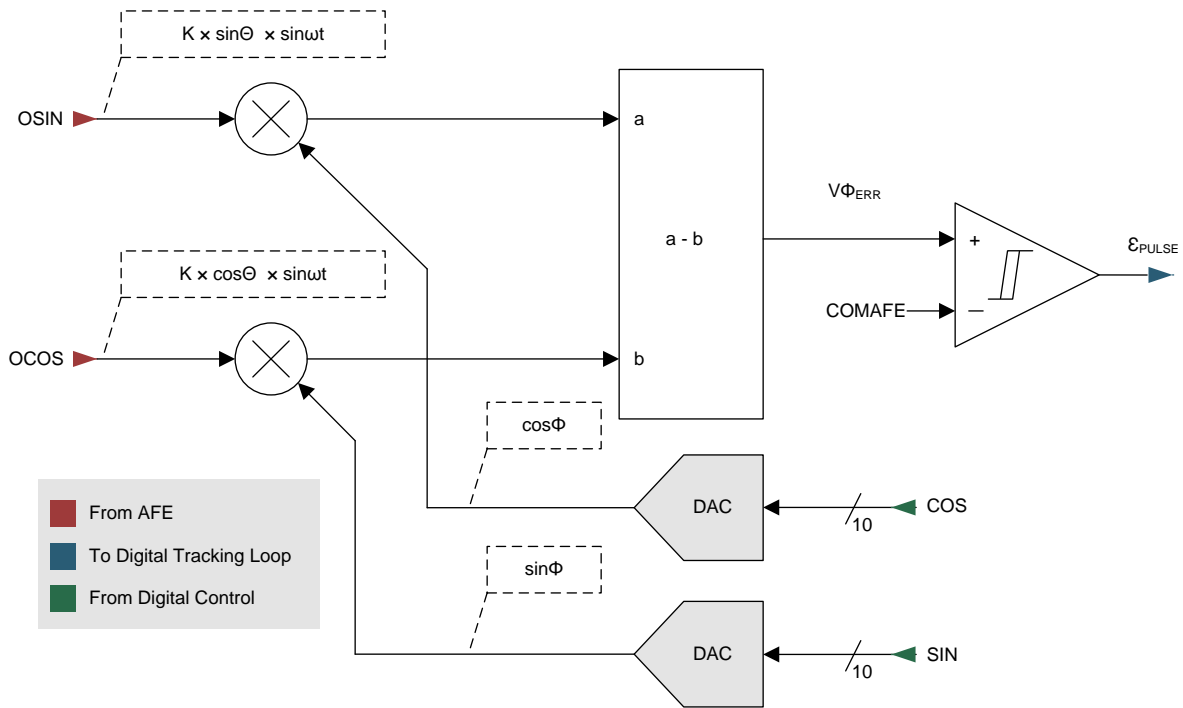 K × sinΘ × sinωt
OSIN
a
VΦERR
a - b
+
εPULSE
K × cosΘ × sinωt
COMAFE
—
OCOS
b
cosΦ
DAC
COS
10
From AFE
To Digital Tracking Loop
From Digital Control
sinΦ
DAC
SIN
10